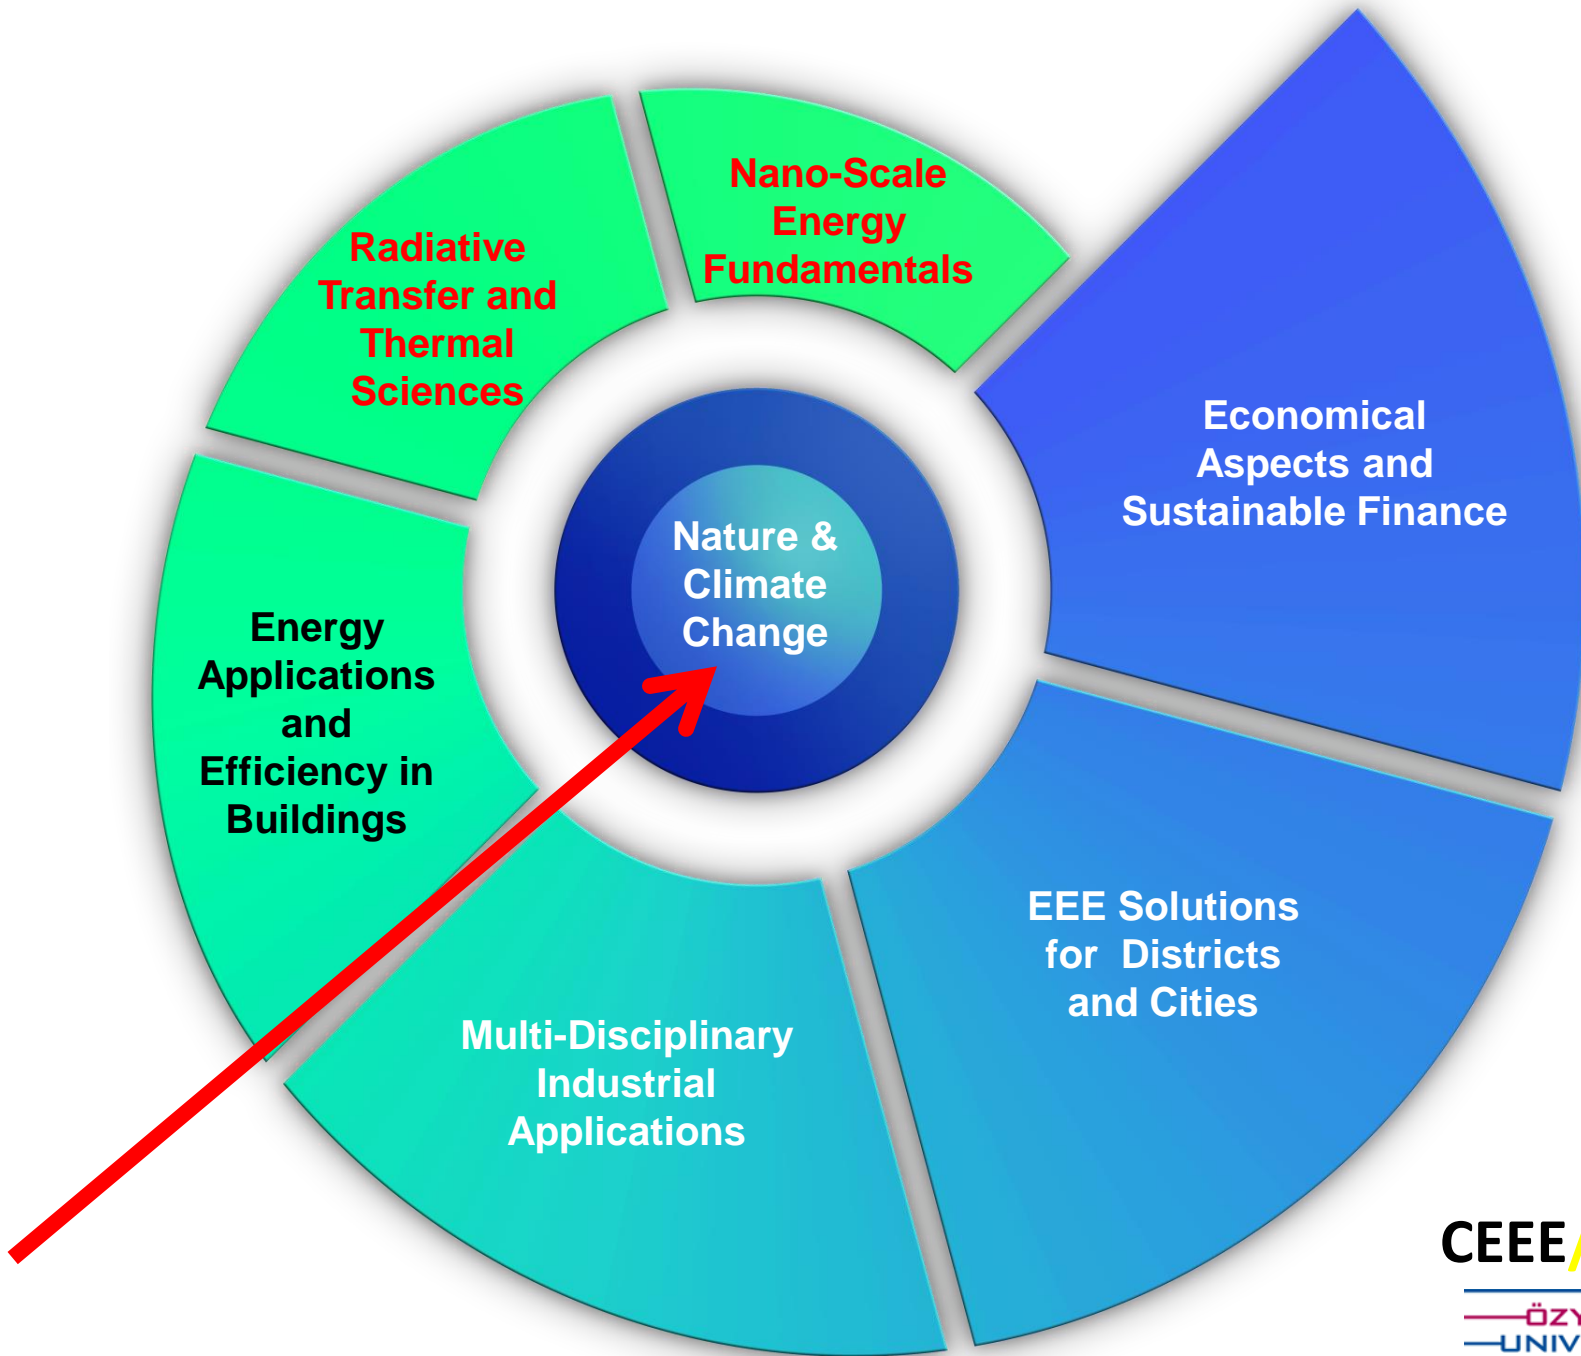 Nano-Scale
Energy
Fundamentals
Radiative
Transfer and
Thermal
Sciences
Economical
Aspects and
Sustainable Finance
Nature &
Climate
Change
Energy
Applications
and
Efficiency in
Buildings
EEE Solutions
for Districts
and Cities
Multi-Disciplinary
Industrial
Applications
CEEE